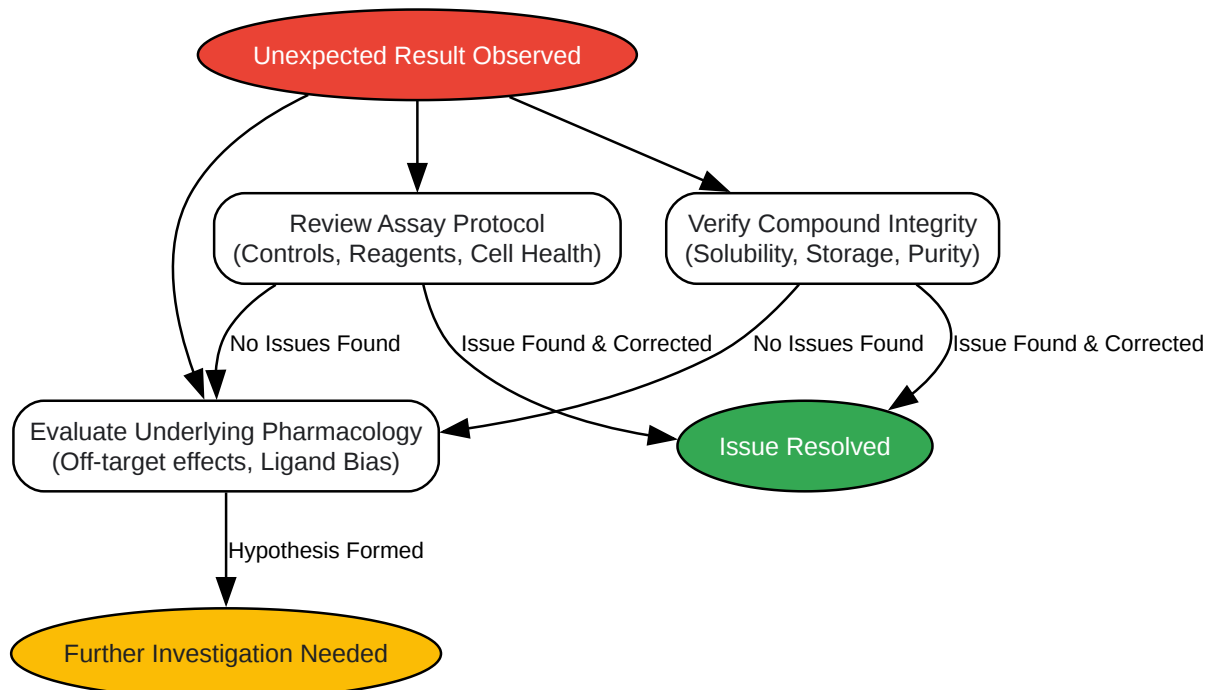 Unexpected Result Observed
Review Assay Protocol
(Controls, Reagents, Cell Health)
Verify Compound Integrity
(Solubility, Storage, Purity)
No Issues Found
Issue Found & Corrected
No Issues Found
Issue Found & Corrected
Evaluate Underlying Pharmacology
(Off-target effects, Ligand Bias)
Issue Resolved
Hypothesis Formed
Further Investigation Needed